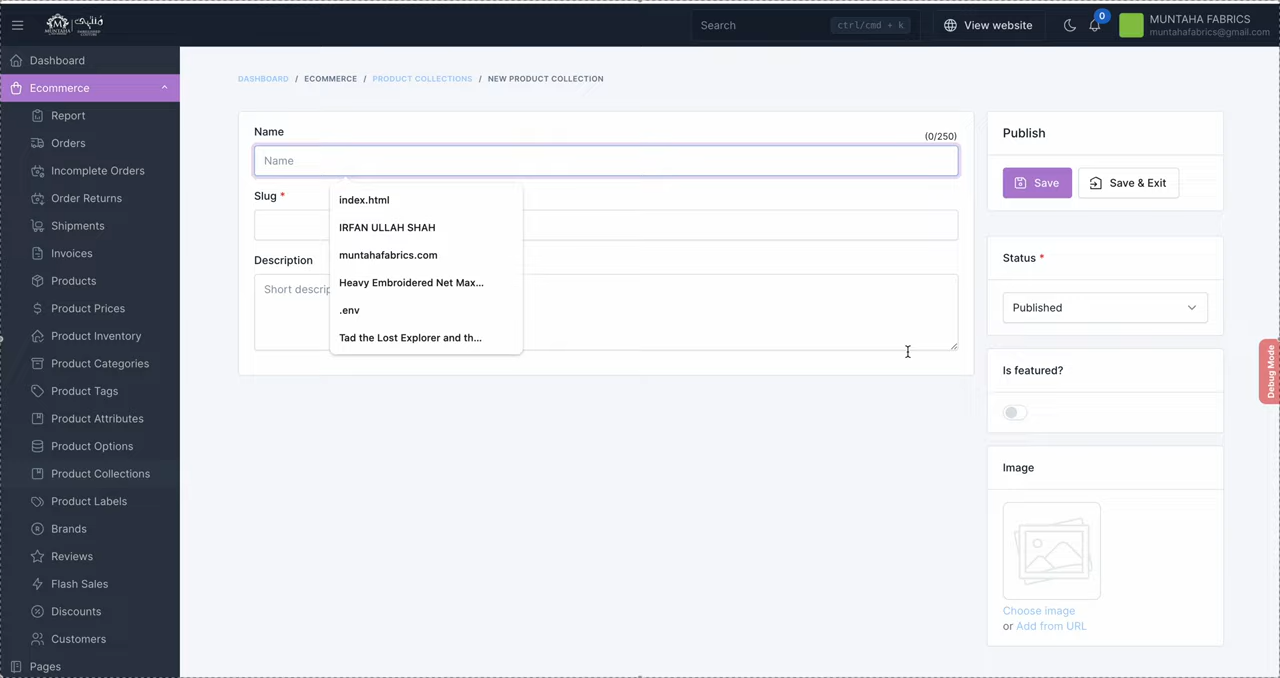 MUNTAHA
فیبرکس
Search
ctrl/cmd + k
View website
0
MUNTAHA FABRICS
muntahafabrics@gmail.com
Dashboard
Ecommerce
Report
Orders
Incomplete Orders
Order Returns
Shipments
Invoices
Products
Product Prices
Product Inventory
Product Categories
Product Tags
Product Attributes
Product Options
Product Collections
Product Labels
Brands
Reviews
Flash Sales
Discounts
Customers
Pages
DASHBOARD / ECOMMERCE / PRODUCT COLLECTIONS / NEW PRODUCT COLLECTION
Name
(0/250)
Name
Slug *
Description
Short descrip
index.html
IRFAN ULLAH SHAH
muntahafabrics.com
Heavy Embroidered Net Max...
.env
Tad the Lost Explorer and th...
Publish
Save
Save & Exit
Status *
Published
Is featured?
Image
Choose image
or Add from URL
Debug Mode